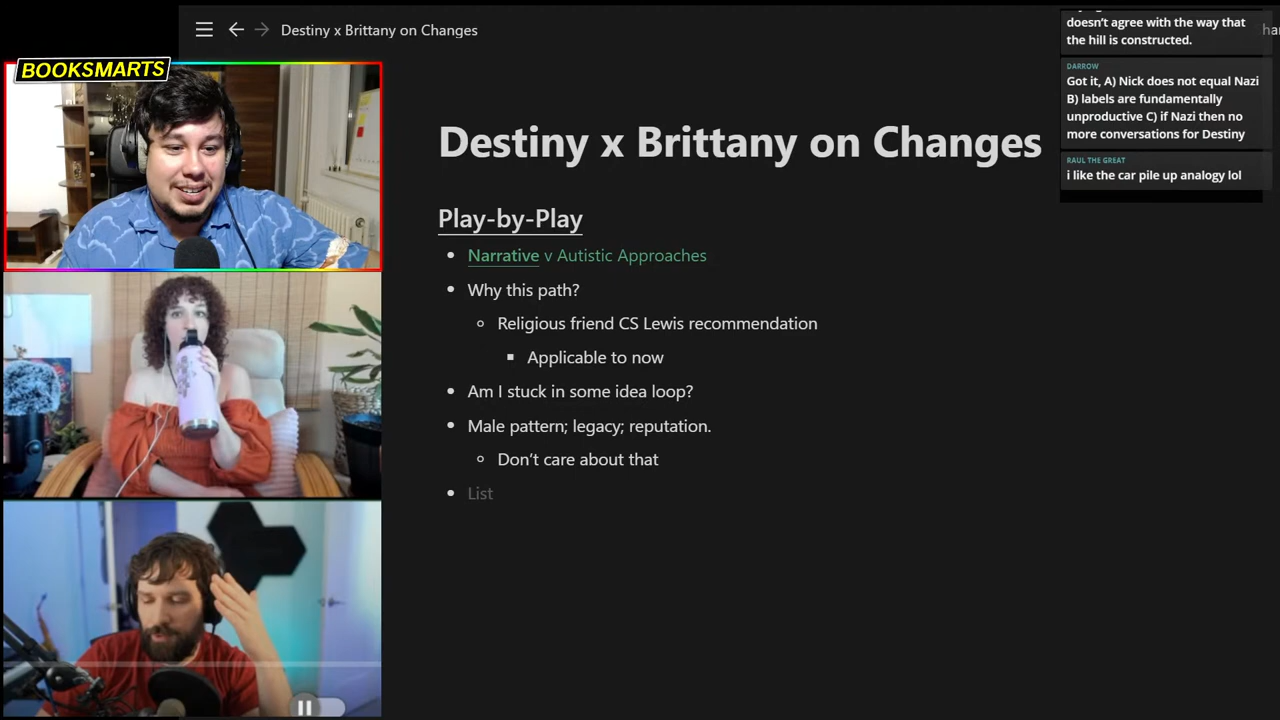 Destiny x Brittany on Changes
BOOKSMARTS
Destiny x Brittany on Changes
Play-by-Play
Narrative v Autistic Approaches
Why this path?
Religious friend CS Lewis recommendation
Applicable to now
Am I stuck in some idea loop?
Male pattern; legacy; reputation.
Don't care about that
List
doesn't agree with the way that
the hill is constructed.
DARROW
Got it, A) Nick does not equal Nazi
B) labels are fundamentally
unproductive C) if Nazi then no
more conversations for Destiny
RAUL THE GREAT
i like the car pile up analogy lol